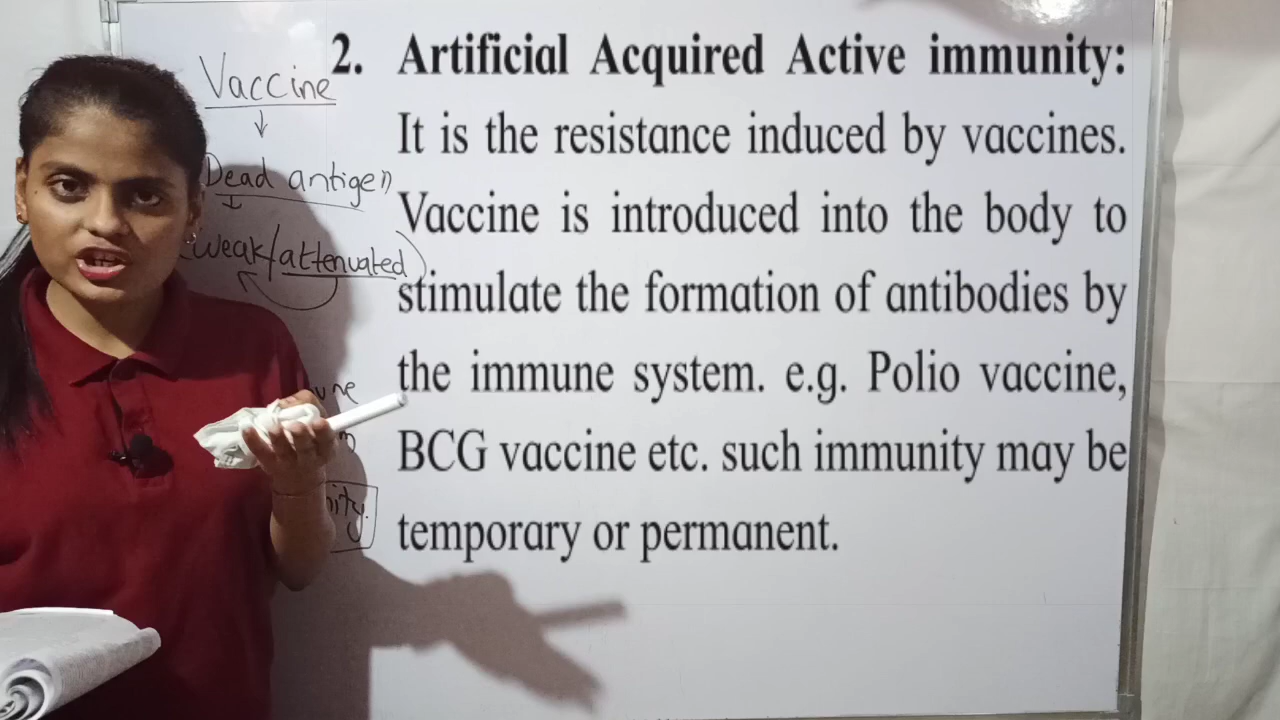 Vaccine
↓
Dead antigen
↓
weak/attenuated)
2. Artificial Acquired Active immunity:
It is the resistance induced by vaccines.
Vaccine is introduced into the body to
stimulate the formation of antibodies by
the immune system. e.g. Polio vaccine,
BCG vaccine etc. such immunity may be
temporary or permanent.